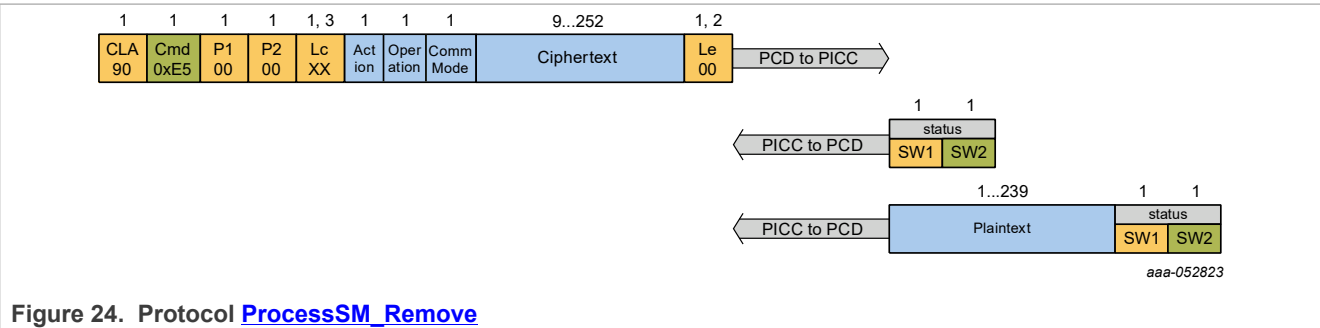 1 1 1 1 1, 3 1 1 1 9...252 1, 2
CLA 90 Cmd 0xE5 P1 00 P2 00 Lc XX Act ion Oper ation Comm Mode Ciphertext Le 00 PCD to PICC
1 1
status
PICC to PCD SW1 SW2
1...239 1 1
PICC to PCD Plaintext status
SW1 SW2
aaa-052823
Figure 24. Protocol ProcessSM_Remove